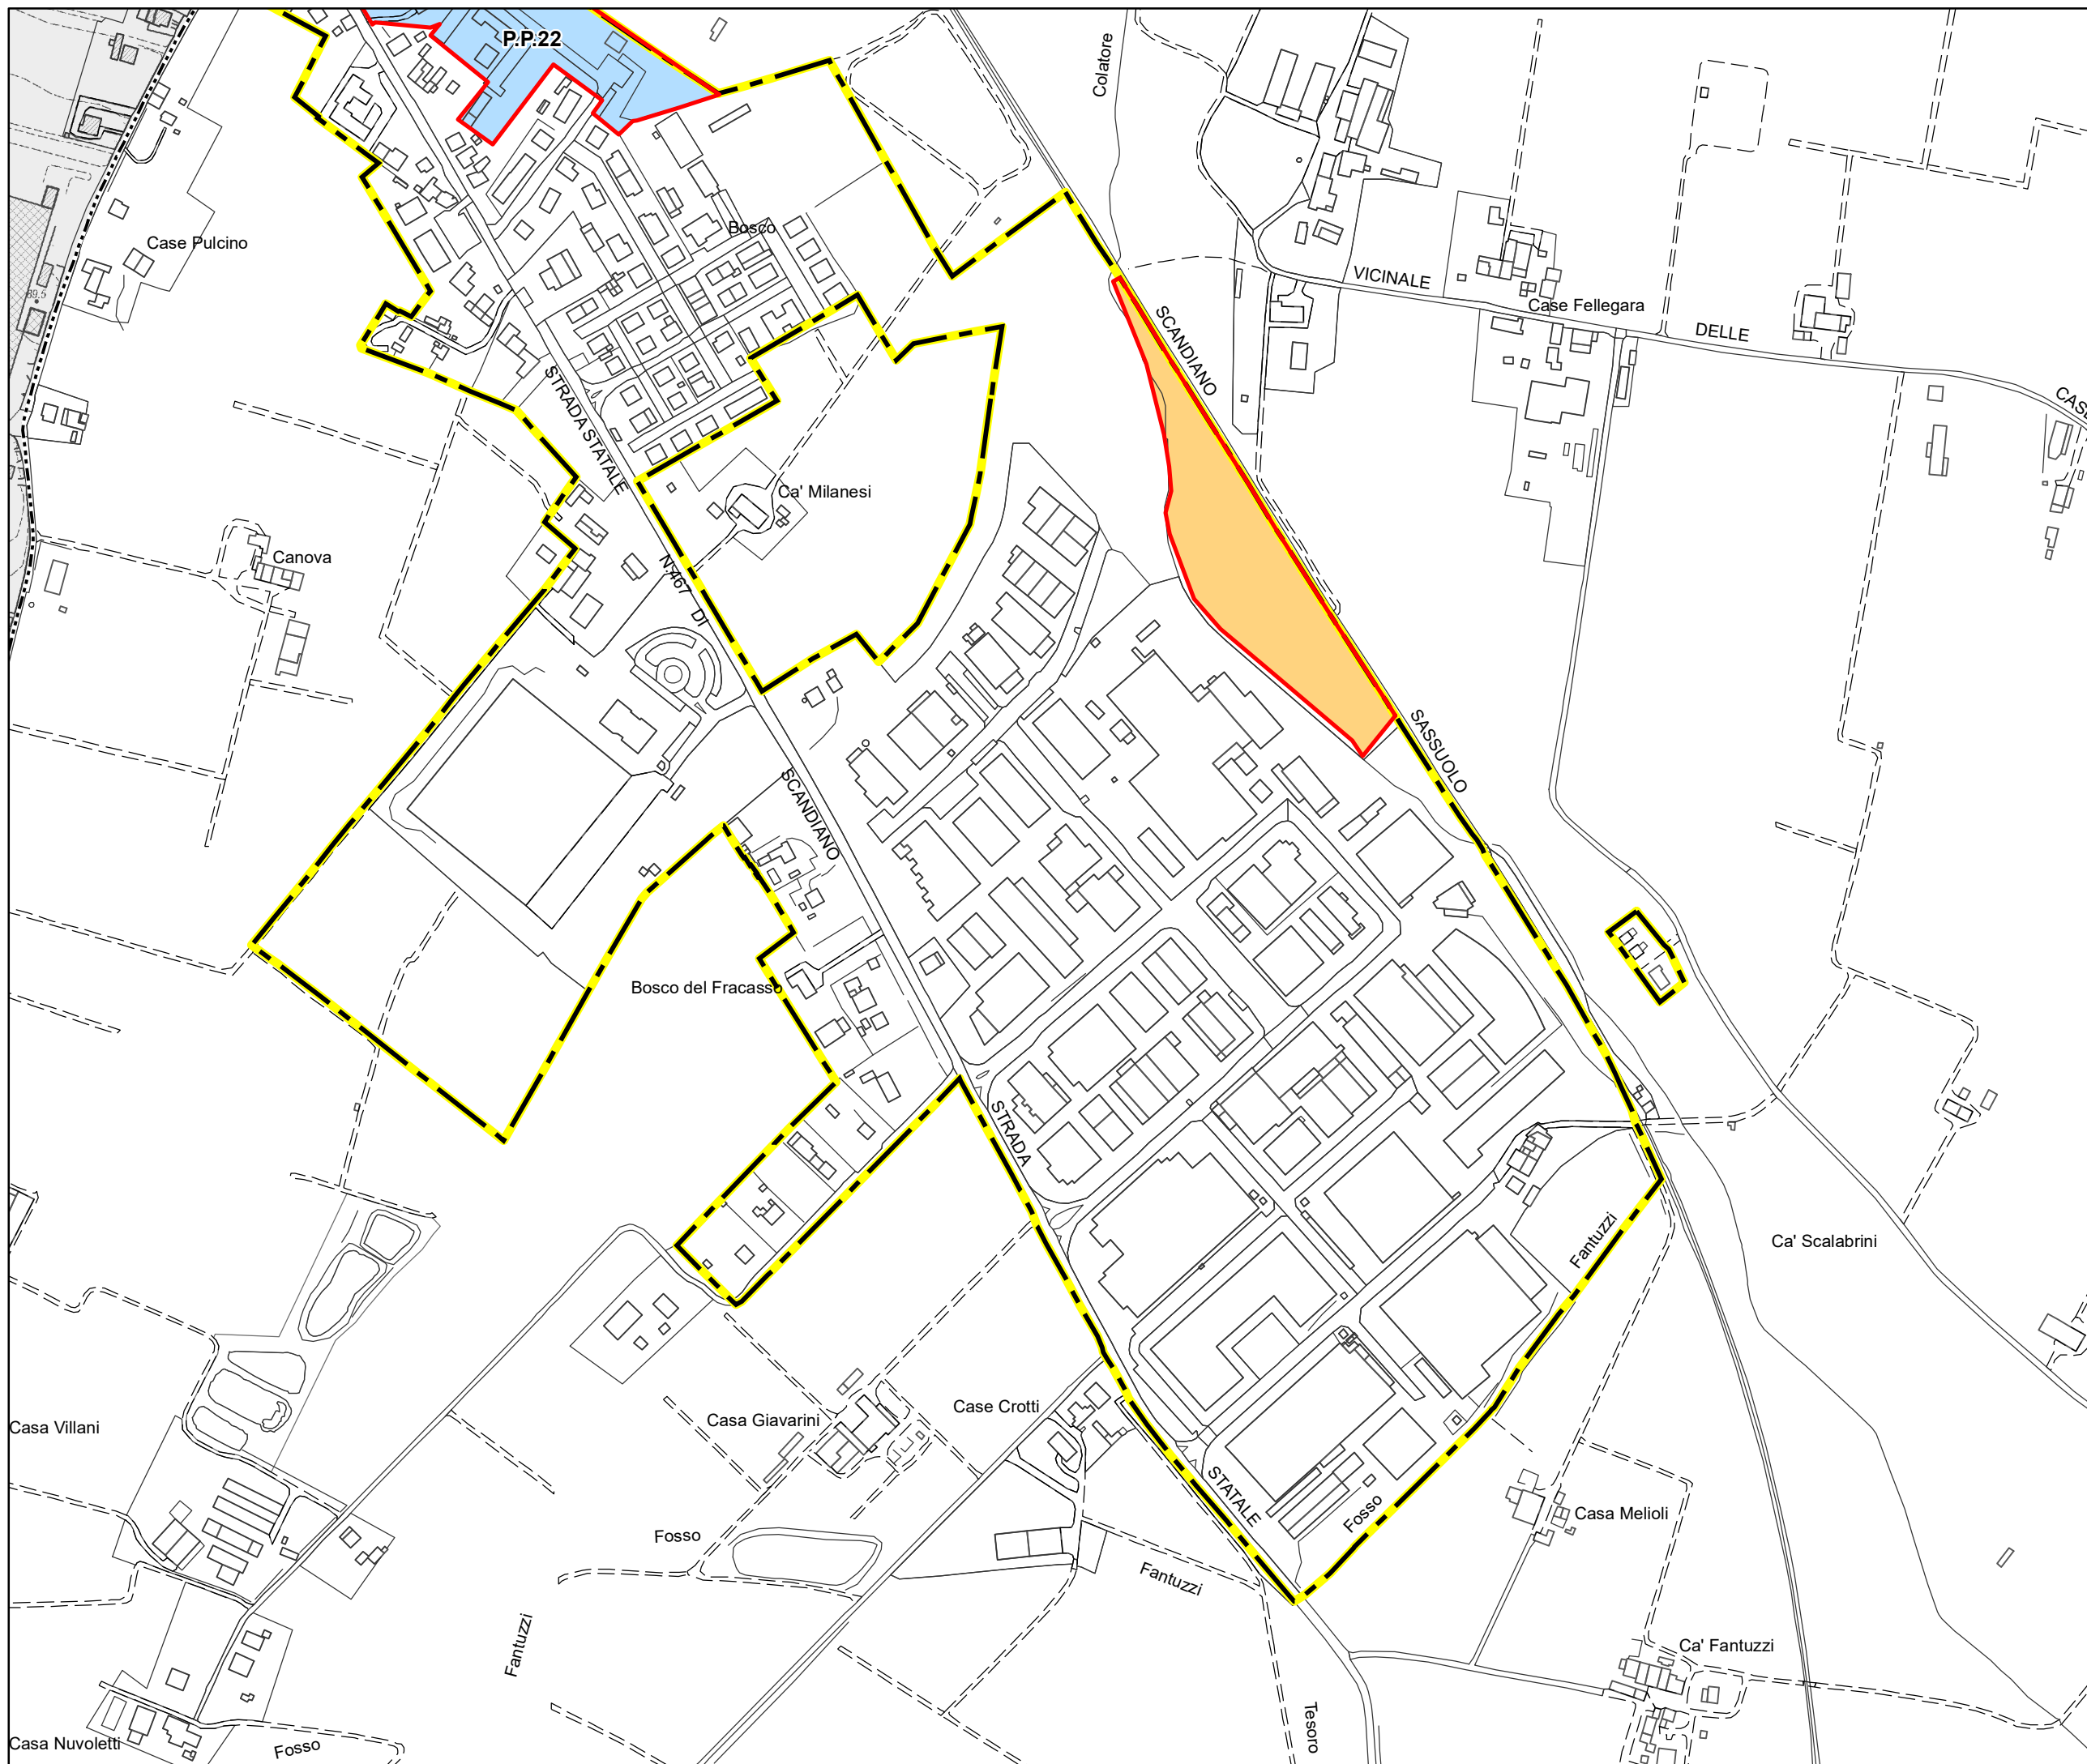 P.P.22
Colatore
Case Pulcino
Bosco
89.5
VICINALE
Case Fellegara
DELLE
SCANDIANO
STRADA STATALE
Ca' Milanesi
Canova
N.467
DI
SASSUOLO
SCANDIANO
Bosco del Fracasso
STRADA
Fantuzzi
Ca' Scalabrini
Casa Villani
Casa Giavarini
Case Crotti
STATALE
Fosso
Casa Melioli
Fosso
Fantuzzi
Fantuzzi
Ca' Fantuzzi
Tesoro
Casa Nuvoletti
Fosso